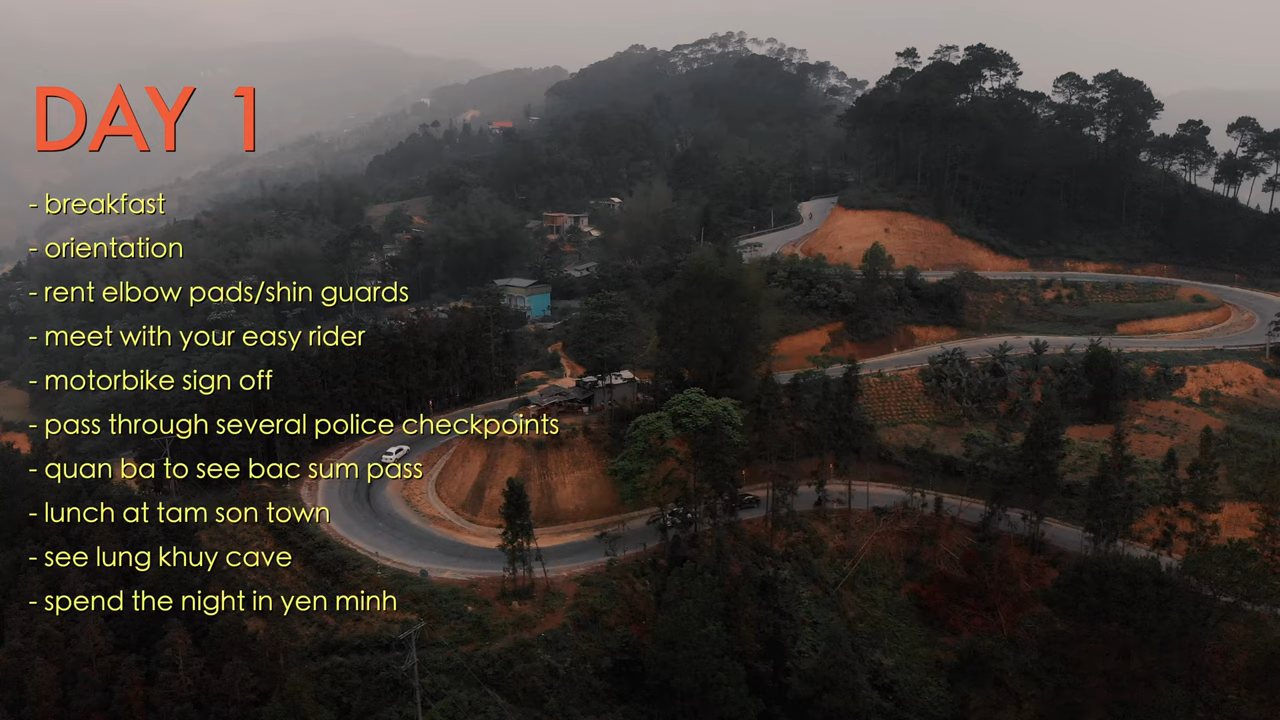 DAY 1
- breakfast
- orientation
- rent elbow pads/shin guards
- meet with your easy rider
- motorbike sign off
- pass through several police checkpoints
- quan ba to see bac sum pass
- lunch at tam son town
- see lung khuy cave
- spend the night in yen minh